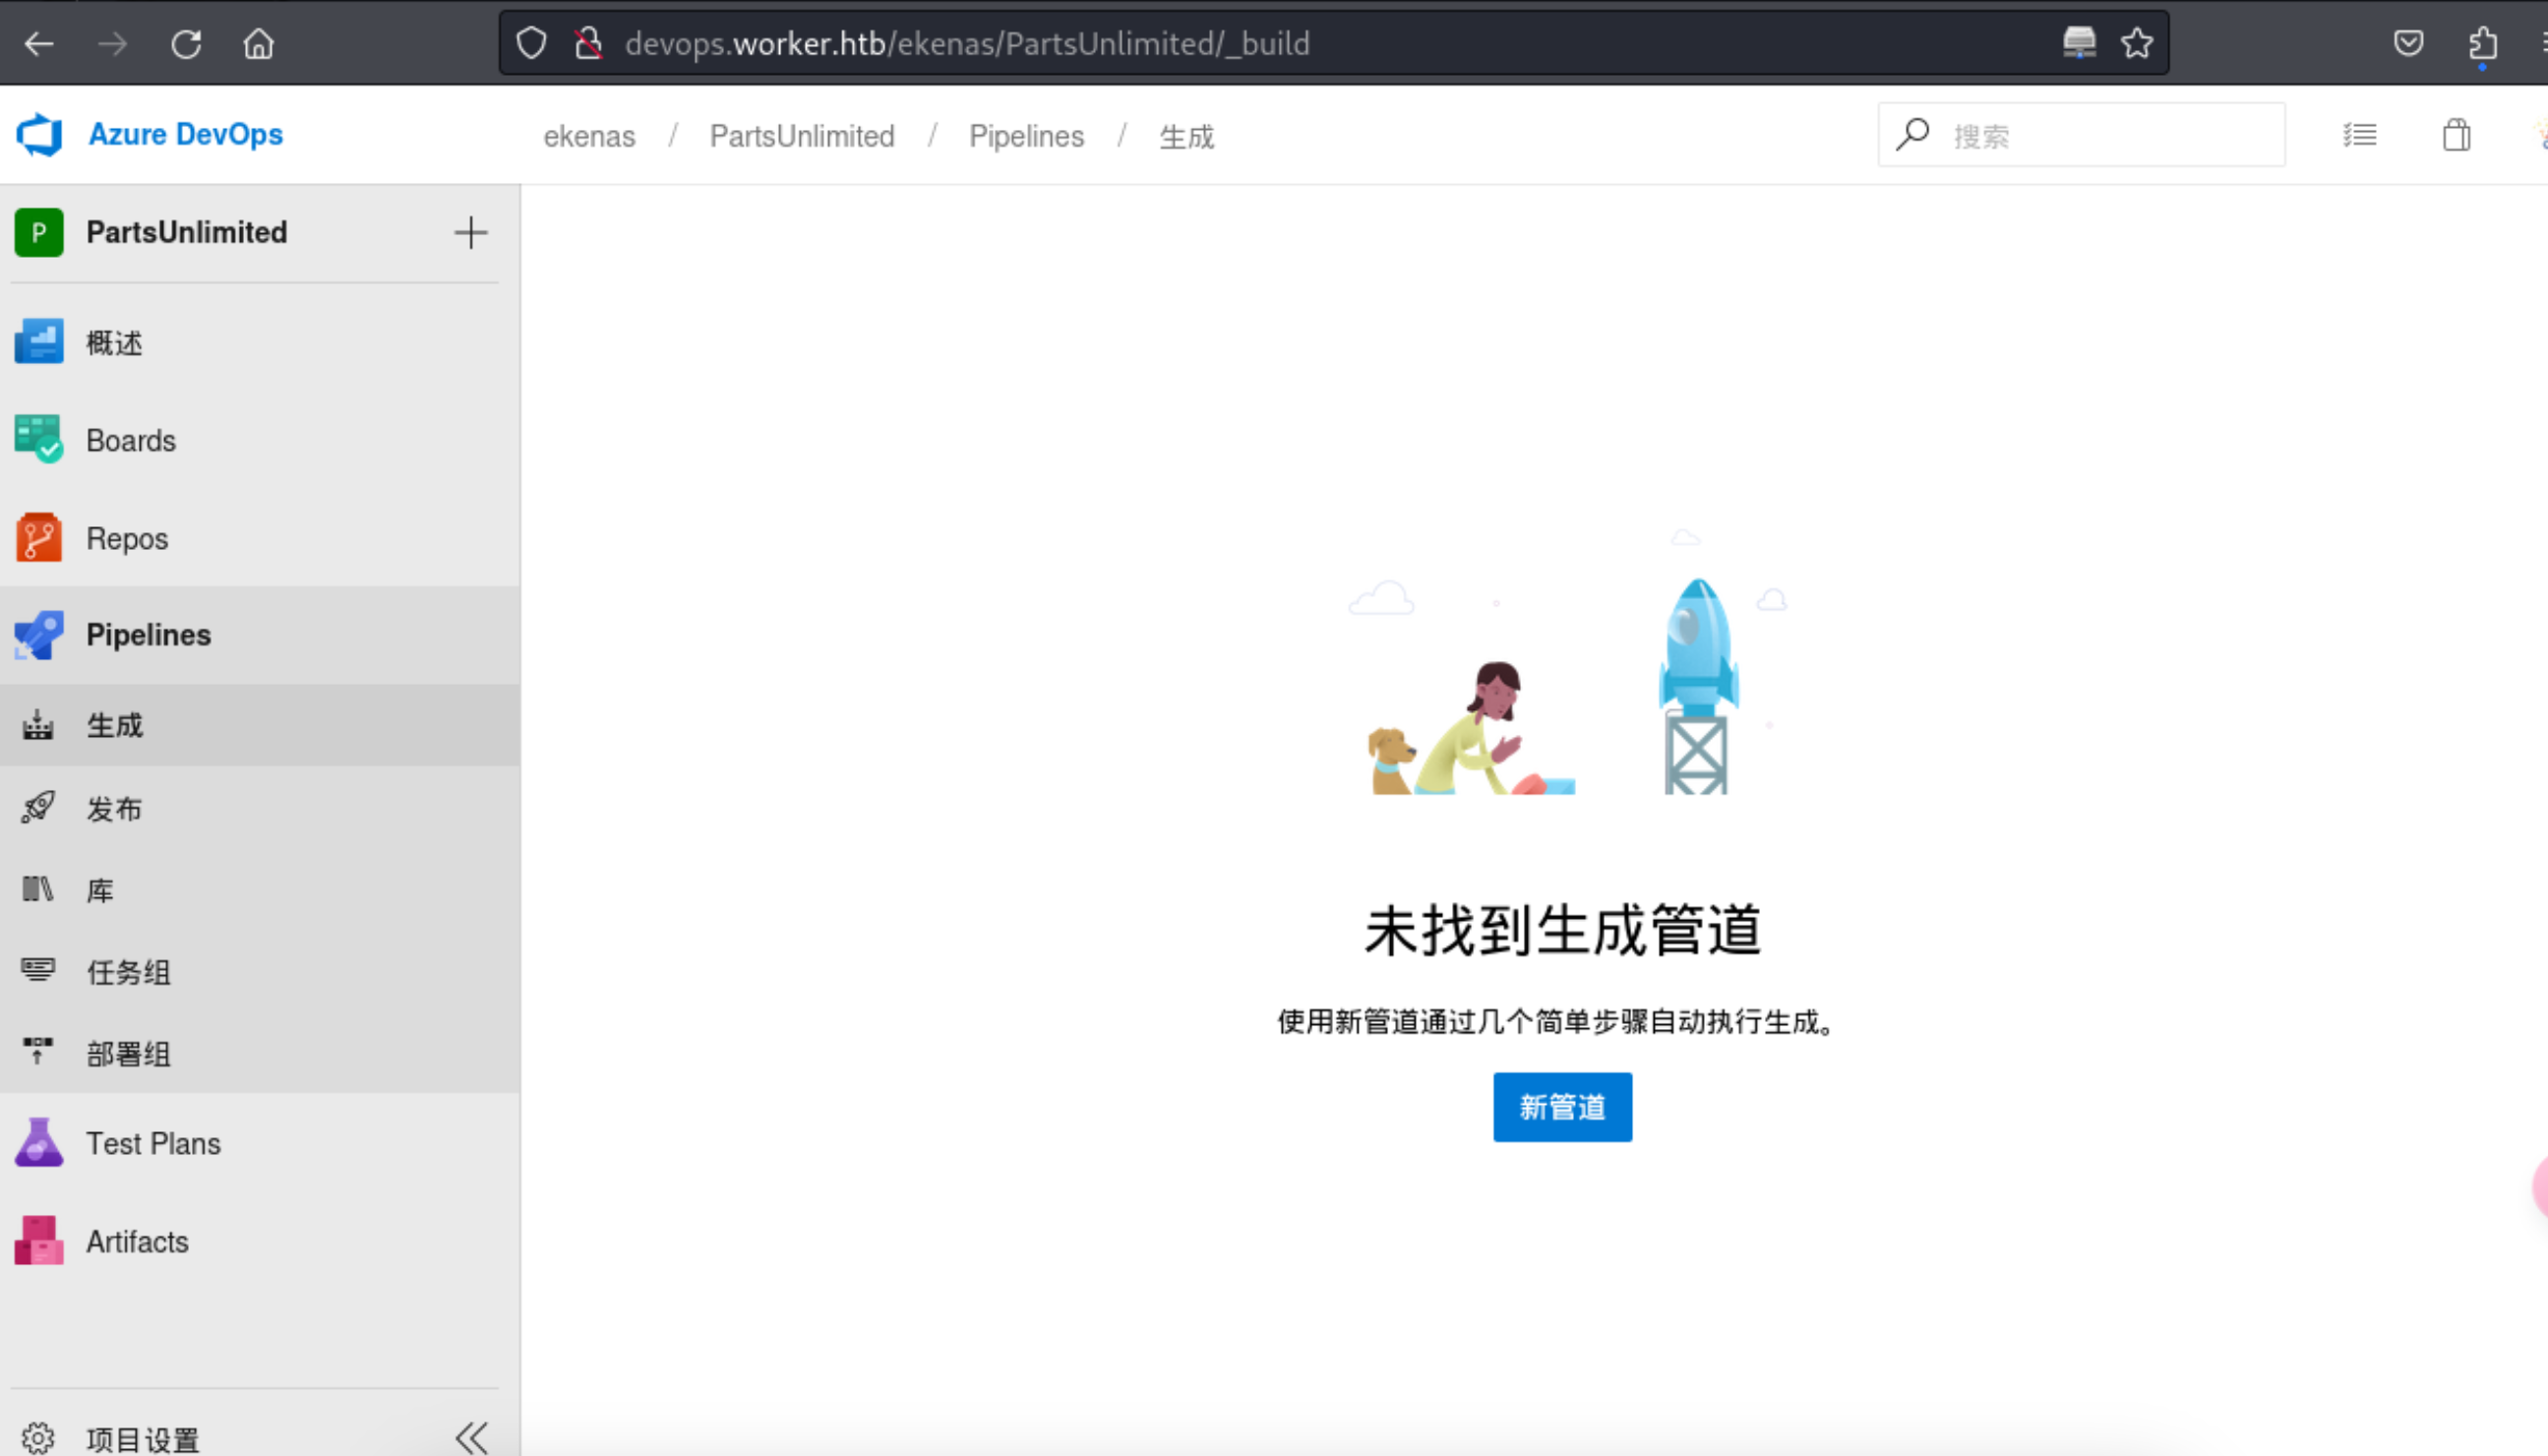 devops.worker.htb/ekenas/PartsUnlimited/_build
Azure DevOps
ekenas / PartsUnlimited / Pipelines / 生成
搜索
P PartsUnlimited
概述
Boards
Repos
Pipelines
生成
发布
库
任务组
部署组
Test Plans
Artifacts
项目设置
未找到生成管道
使用新管道通过几个简单步骤自动执行生成。
新管道